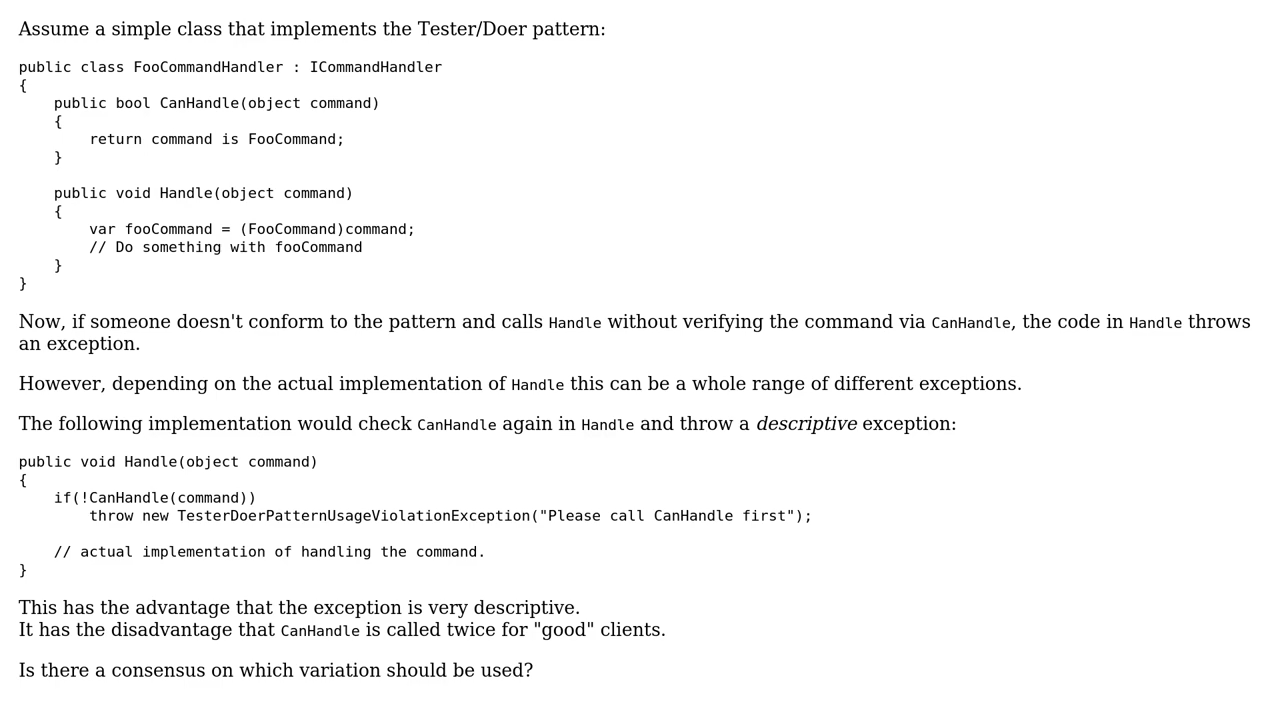 Assume a simple class that implements the Tester/Doer pattern:
public class FooCommandHandler : ICommandHandler
{
    public bool CanHandle(object command)
    {
        return command is FooCommand;
    }
    public void Handle(object command)
    {
        var fooCommand = (FooCommand)command;
        // Do something with fooCommand
    }
}
Now, if someone doesn't conform to the pattern and calls Handle without verifying the command via CanHandle, the code in Handle throws
an exception.
However, depending on the actual implementation of Handle this can be a whole range of different exceptions.
The following implementation would check CanHandle again in Handle and throw a descriptive exception:
public void Handle(object command)
{
    if(!CanHandle(command))
        throw new TesterDoerPatternUsageViolationException("Please call CanHandle first");
    // actual implementation of handling the command.
}
This has the advantage that the exception is very descriptive.
It has the disadvantage that CanHandle is called twice for "good" clients.
Is there a consensus on which variation should be used?